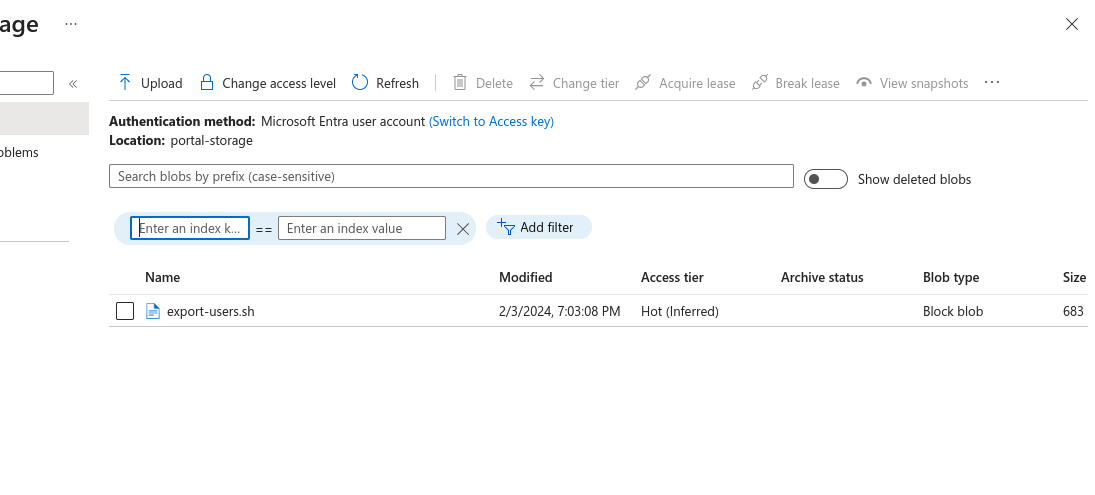 age ...
«
Upload Change access level Refresh Delete Change tier Acquire lease Break lease View snapshots ...
oblems
Authentication method: Microsoft Entra user account (Switch to Access key)
Location: portal-storage
Search blobs by prefix (case-sensitive) Show deleted blobs
Enter an index k... == Enter an index value Add filter
Name Modified Access tier Archive status Blob type Size
export-users.sh 2/3/2024, 7:03:08 PM Hot (Inferred) Block blob 683